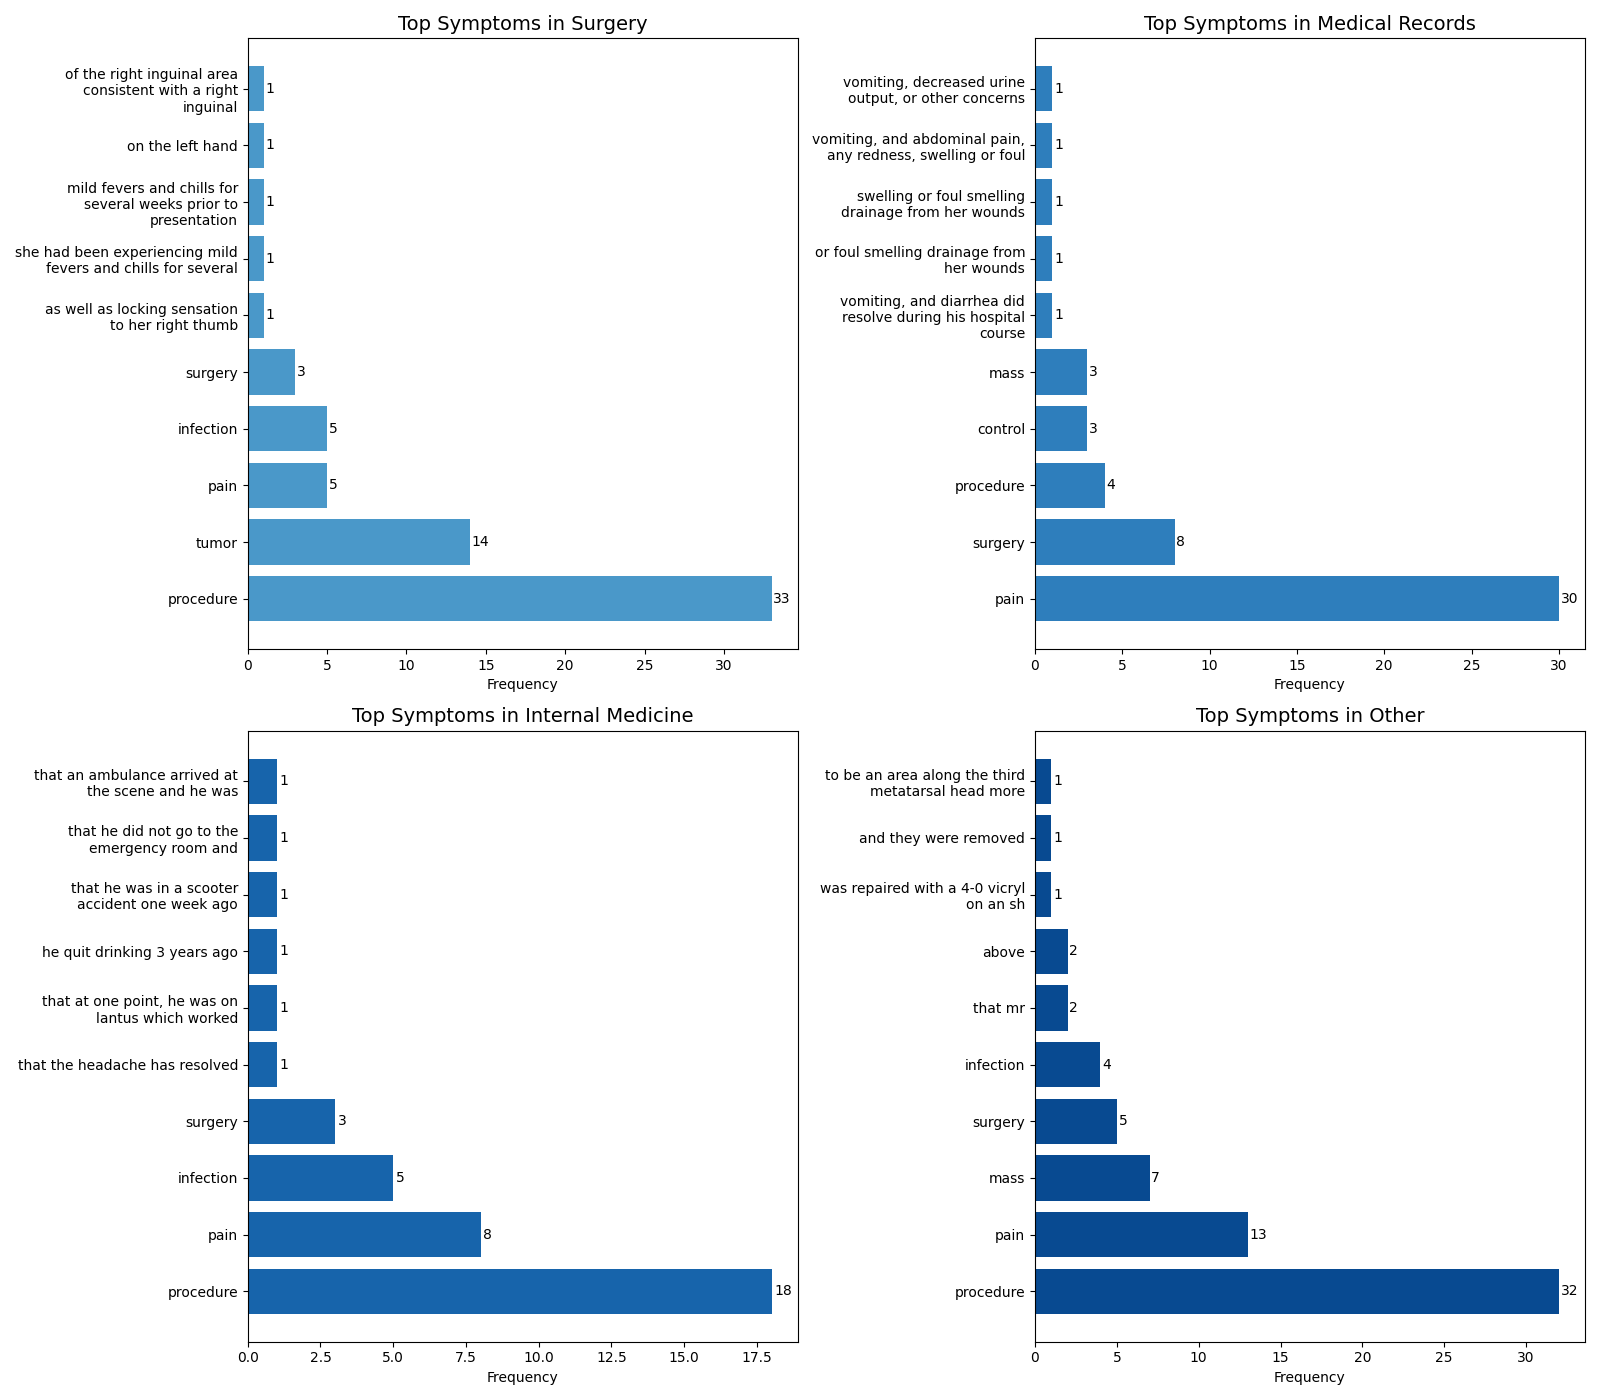 Top Symptoms in Surgery
of the right inguinal area
consistent with a right
inguinal
1
on the left hand
1
mild fevers and chills for
several weeks prior to
presentation
1
she had been experiencing mild
fevers and chills for several
1
as well as locking sensation
to her right thumb
1
surgery
3
infection
5
pain
5
tumor
14
procedure
33
0 5 10 15 20 25 30
Frequency
Top Symptoms in Medical Records
vomiting, decreased urine
output, or other concerns
1
vomiting, and abdominal pain,
any redness, swelling or foul
1
swelling or foul smelling
drainage from her wounds
1
or foul smelling drainage from
her wounds
1
vomiting, and diarrhea did
resolve during his hospital
course
1
mass
3
control
3
procedure
4
surgery
8
pain
30
0 5 10 15 20 25 30
Frequency
Top Symptoms in Internal Medicine
that an ambulance arrived at
the scene and he was
1
that he did not go to the
emergency room and
1
that he was in a scooter
accident one week ago
1
he quit drinking 3 years ago
1
that at one point, he was on
lantus which worked
1
that the headache has resolved
1
surgery
3
infection
5
pain
8
procedure
18
0.0 2.5 5.0 7.5 10.0 12.5 15.0 17.5
Frequency
Top Symptoms in Other
to be an area along the third
metatarsal head more
1
and they were removed
1
was repaired with a 4-0 vicryl
on an sh
1
above
2
that mr
2
infection
4
surgery
5
mass
7
pain
13
procedure
32
0 5 10 15 20 25 30
Frequency